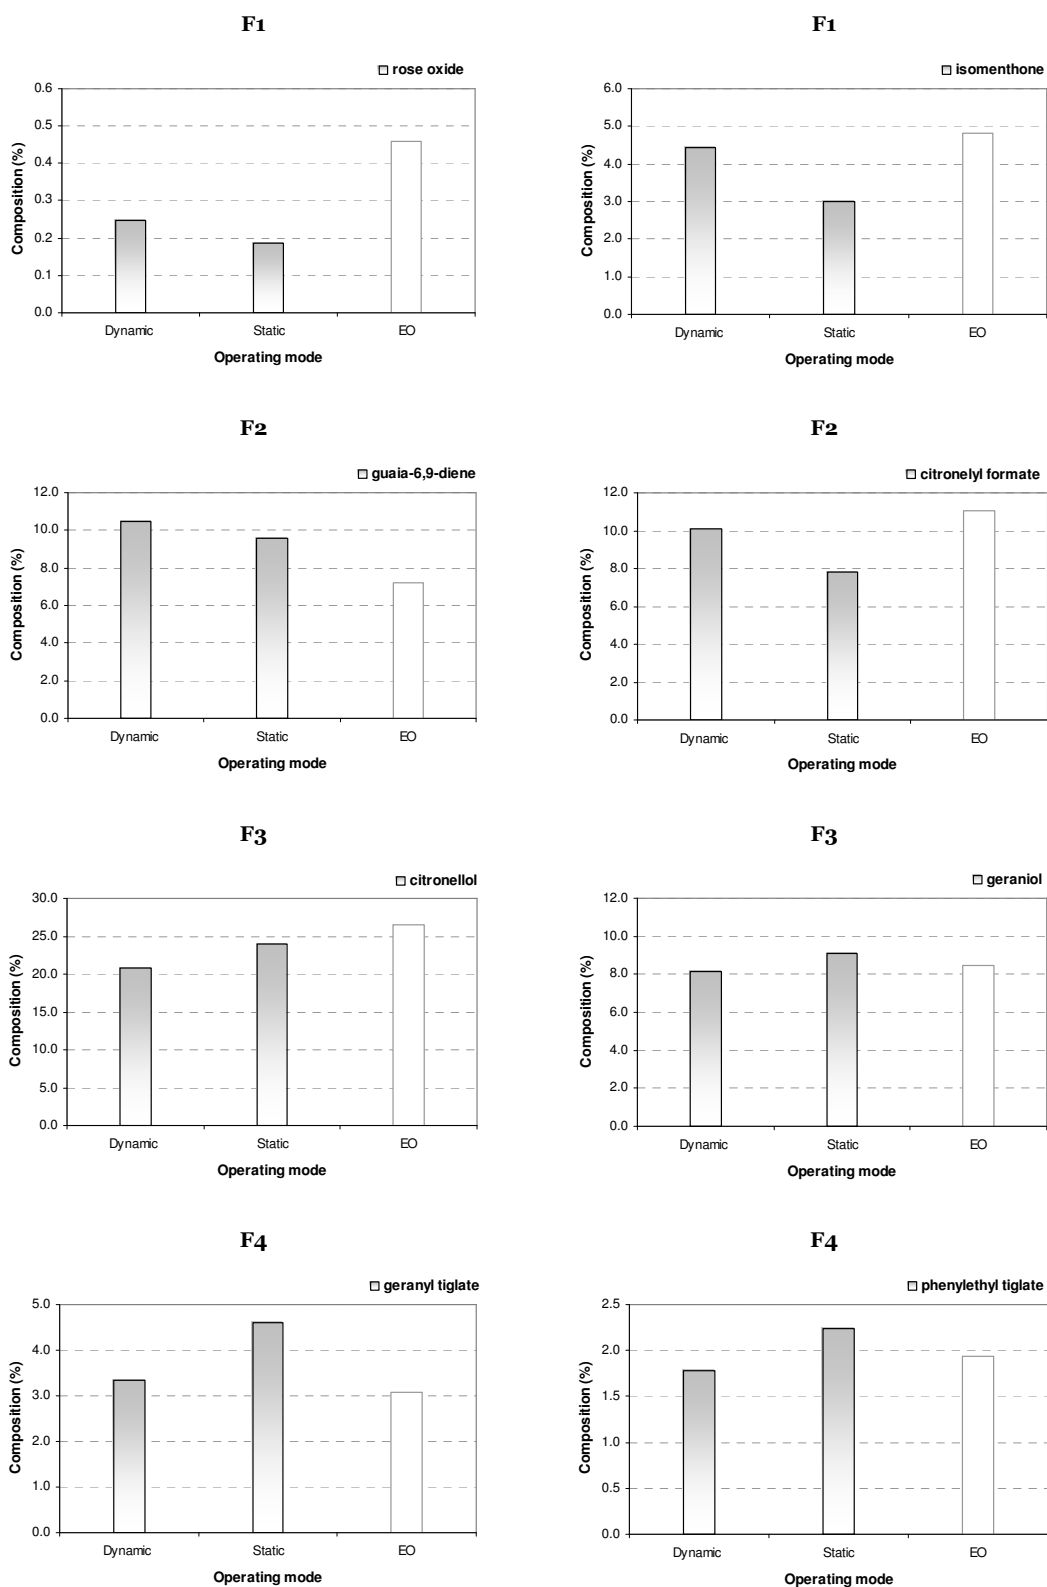 F1
rose oxide
0.6
0.5
0.4
0.3
0.2
0.1
0.0
Composition (%)
Dynamic Static EO
Operating mode
F1
isomenthone
6.0
5.0
4.0
3.0
2.0
1.0
0.0
Composition (%)
Dynamic Static EO
Operating mode
F2
guaia-6,9-diene
12.0
10.0
8.0
6.0
4.0
2.0
0.0
Composition (%)
Dynamic Static EO
Operating mode
F2
citronelyl formate
12.0
10.0
8.0
6.0
4.0
2.0
0.0
Composition (%)
Dynamic Static EO
Operating mode
F3
citronellol
30.0
25.0
20.0
15.0
10.0
5.0
0.0
Composition (%)
Dynamic Static EO
Operating mode
F3
geraniol
12.0
10.0
8.0
6.0
4.0
2.0
0.0
Composition (%)
Dynamic Static EO
Operating mode
F4
geranyl tiglate
5.0
4.0
3.0
2.0
1.0
0.0
Composition (%)
Dynamic Static EO
Operating mode
F4
phenylethyl tiglate
2.5
2.0
1.5
1.0
0.5
0.0
Composition (%)
Dynamic Static EO
Operating mode